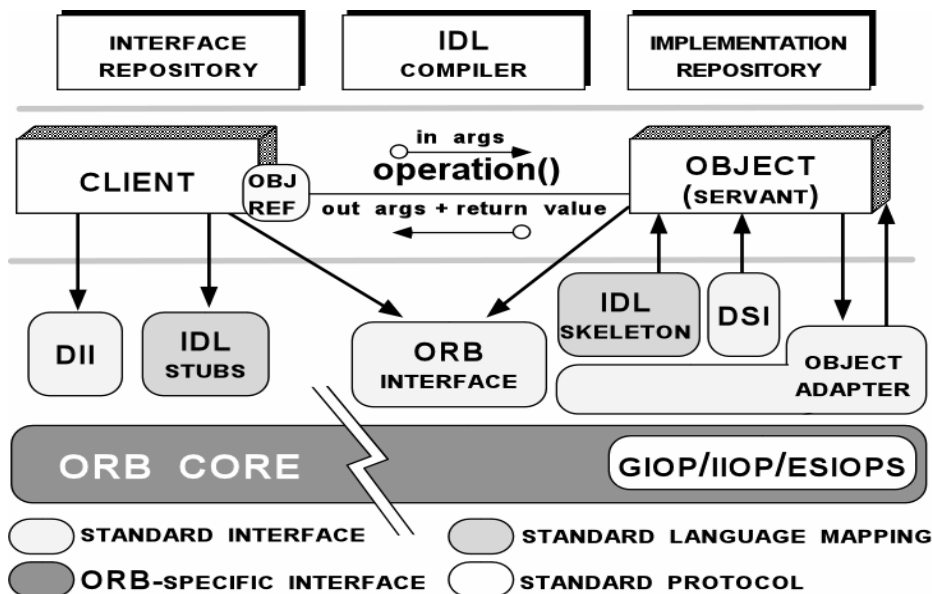 INTERFACE
REPOSITORY
IDL
COMPILER
IMPLEMENTATION
REPOSITORY
in args
operation()
out args + return value
CLIENT
OBJ
REF
OBJECT
(SERVANT)
DII
IDL
STUBS
ORB
INTERFACE
IDL
SKELETON
DSI
OBJECT
ADAPTER
ORB CORE
GIOP/IIOP/ESIOPS
STANDARD INTERFACE
STANDARD LANGUAGE MAPPING
ORB-SPECIFIC INTERFACE
STANDARD PROTOCOL